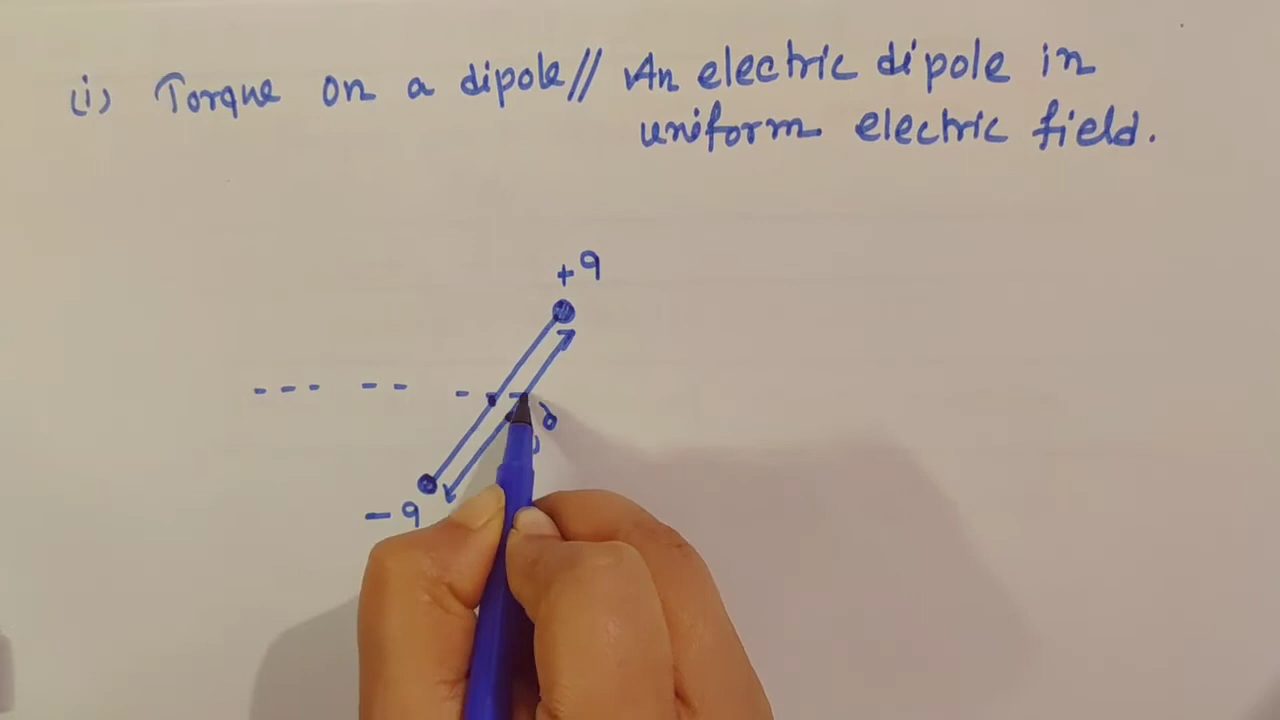 (i) Torque on a dipole // An electric dipole in
uniform electric field.
+q
-q